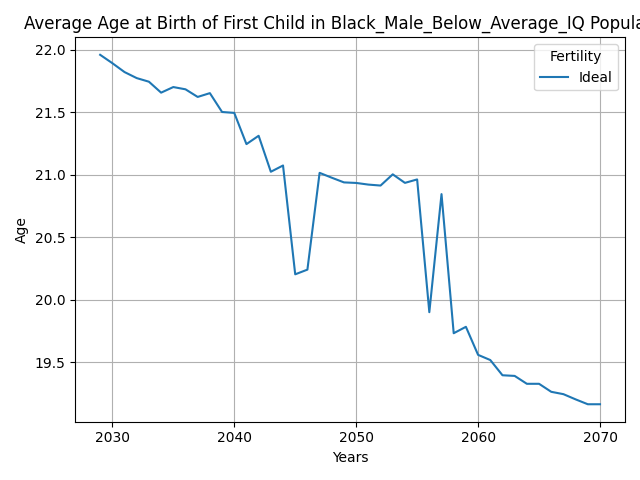 Average Age at Birth of First Child in Black_Male_Below_Average_IQ Popula
Fertility
Ideal
22.0
21.5
21.0
20.5
20.0
19.5
Age
2030 2040 2050 2060 2070
Years